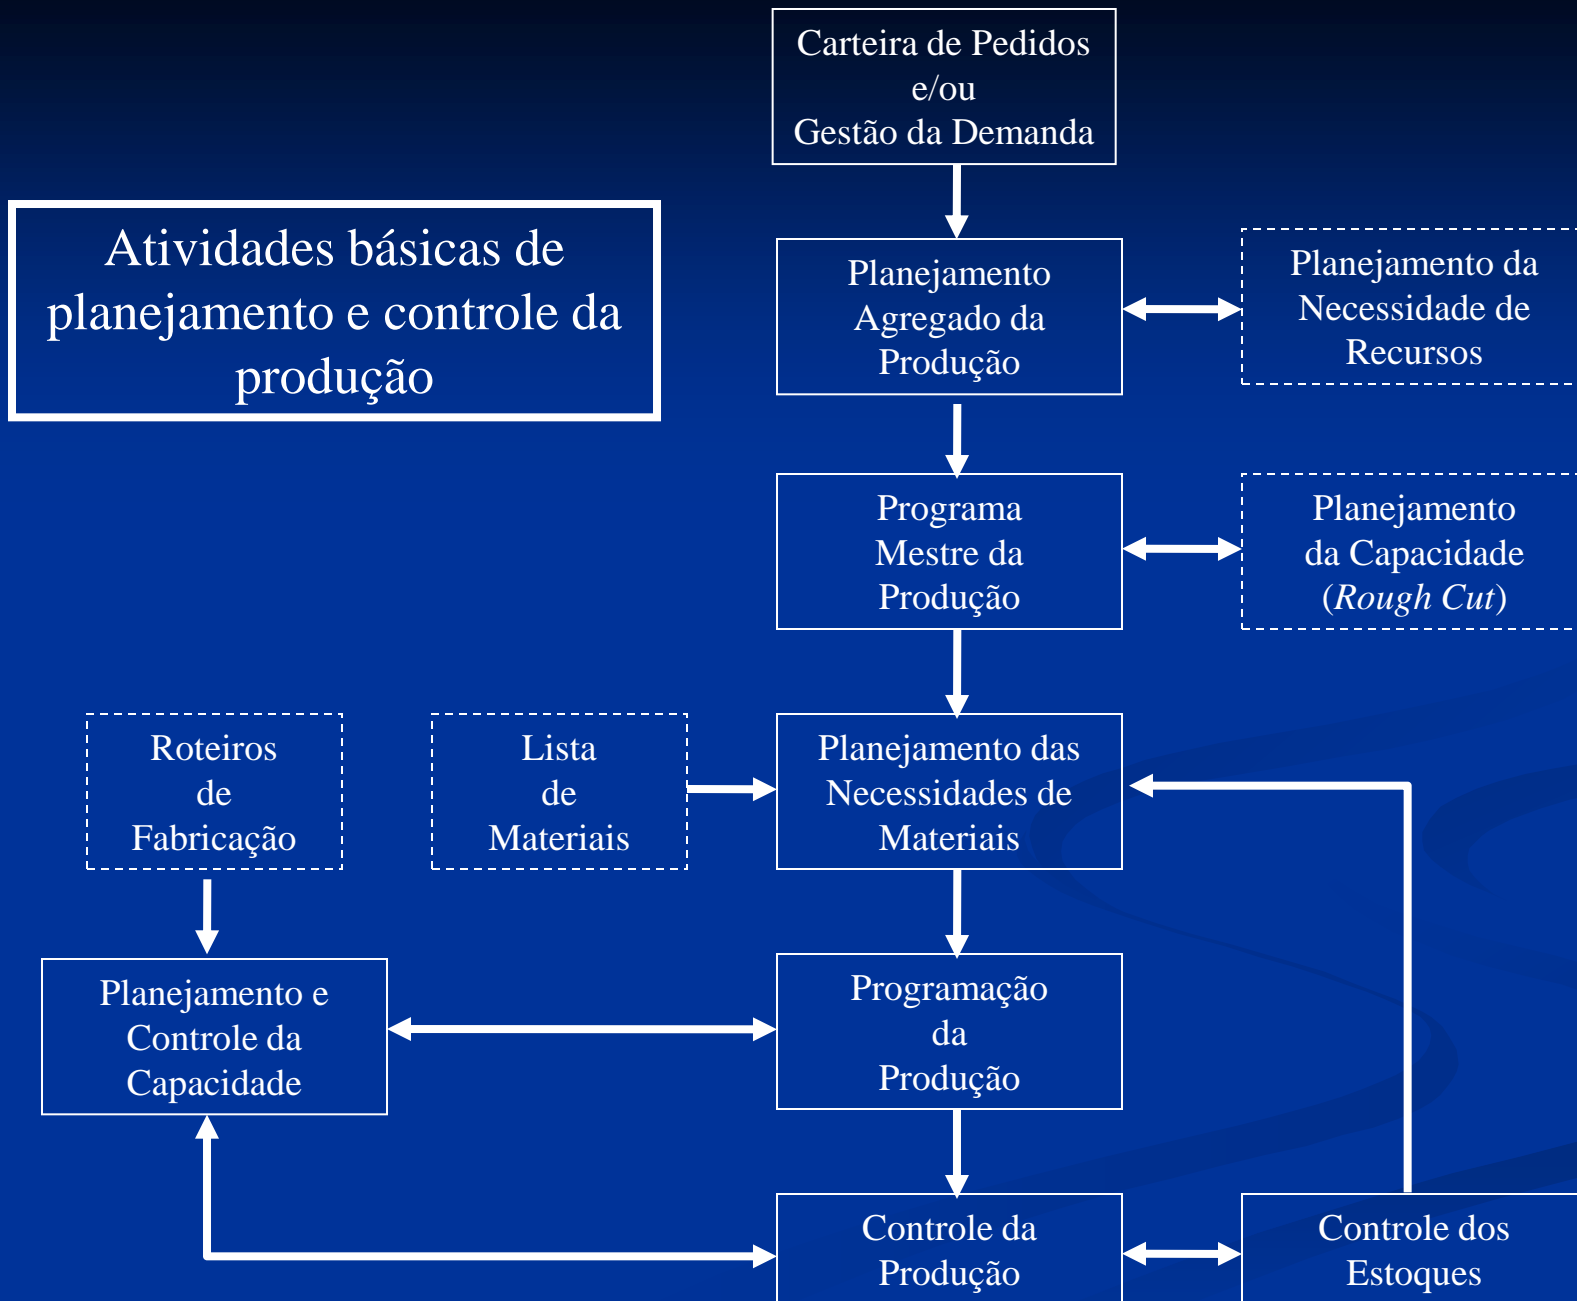 Carteira de Pedidos
e/ou
Gestão da Demanda
Atividades básicas de
planejamento e controle da
produção
Planejamento
Agregado da
Produção
Planejamento da
Necessidade de
Recursos
Programa
Mestre da
Produção
Planejamento
da Capacidade
(Rough Cut)
Roteiros
de
Fabricação
Lista
de
Materiais
Planejamento das
Necessidades de
Materiais
Planejamento e
Controle da
Capacidade
Programação
da
Produção
Controle da
Produção
Controle dos
Estoques